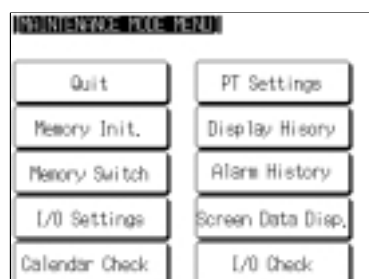 [MAINTENANCE MODE MENU]
Quit
PT Settings
Memory Init.
Display Hisory
Memory Switch
Alarm History
I/O Settings
Screen Data Disp.
Calendar Check
I/O Check